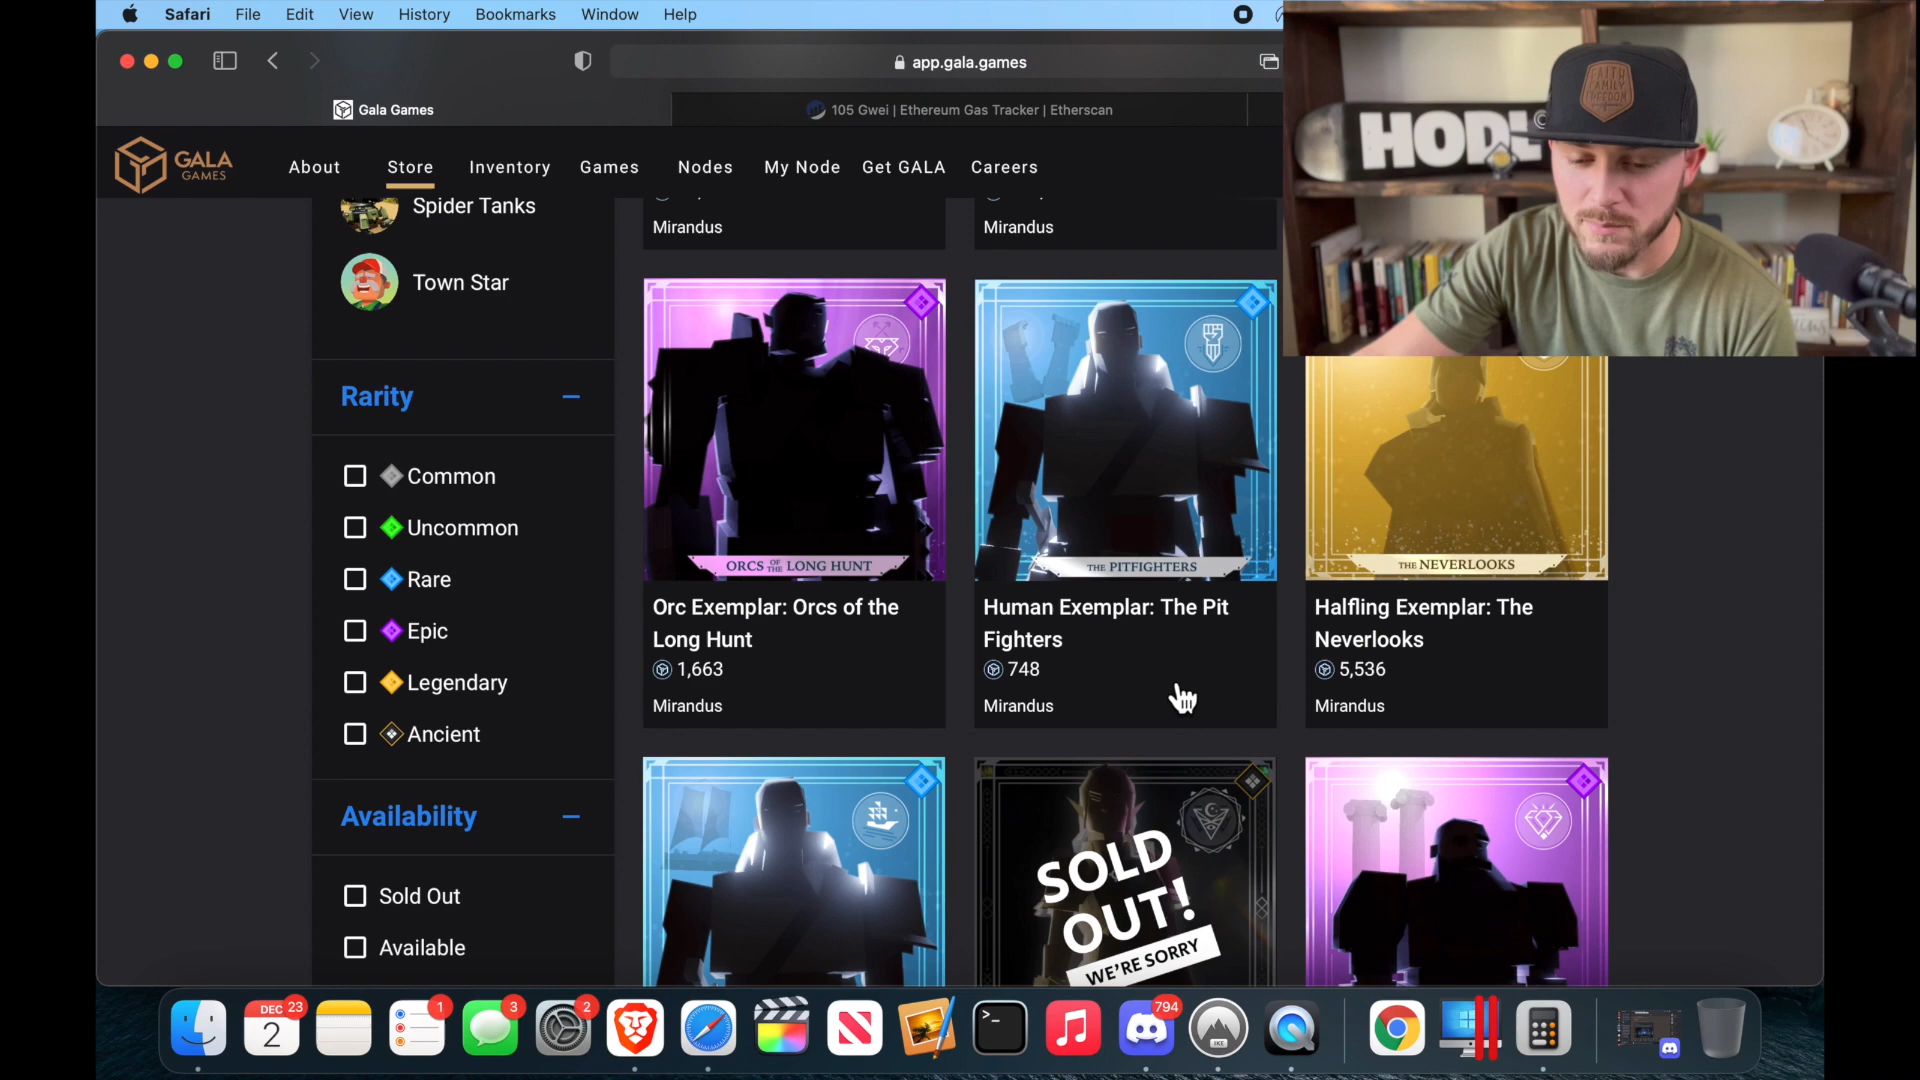 Safari File Edit View History Bookmarks Window Help
app.gala.games
Gala Games
105 Gwei | Ethereum Gas Tracker | Etherscan
GALA
GAMES
About Store Inventory Games Nodes My Node Get GALA Careers
HODL
FAITH
FAMILY
FREEDOM
Spider Tanks
Town Star
Mirandus
Mirandus
Rarity
Common
Uncommon
Rare
Epic
Legendary
Ancient
Availability
Sold Out
Available
ORCS OF THE LONG HUNT
Orc Exemplar: Orcs of the
Long Hunt
1,663
Mirandus
THE PITFIGHTERS
Human Exemplar: The Pit
Fighters
748
Mirandus
THE NEVERLOOKS
Halfling Exemplar: The
Neverlooks
5,536
Mirandus
SOLD
OUT!
WE'RE SORRY
DEC 23
2
1
3
2
794
IKE